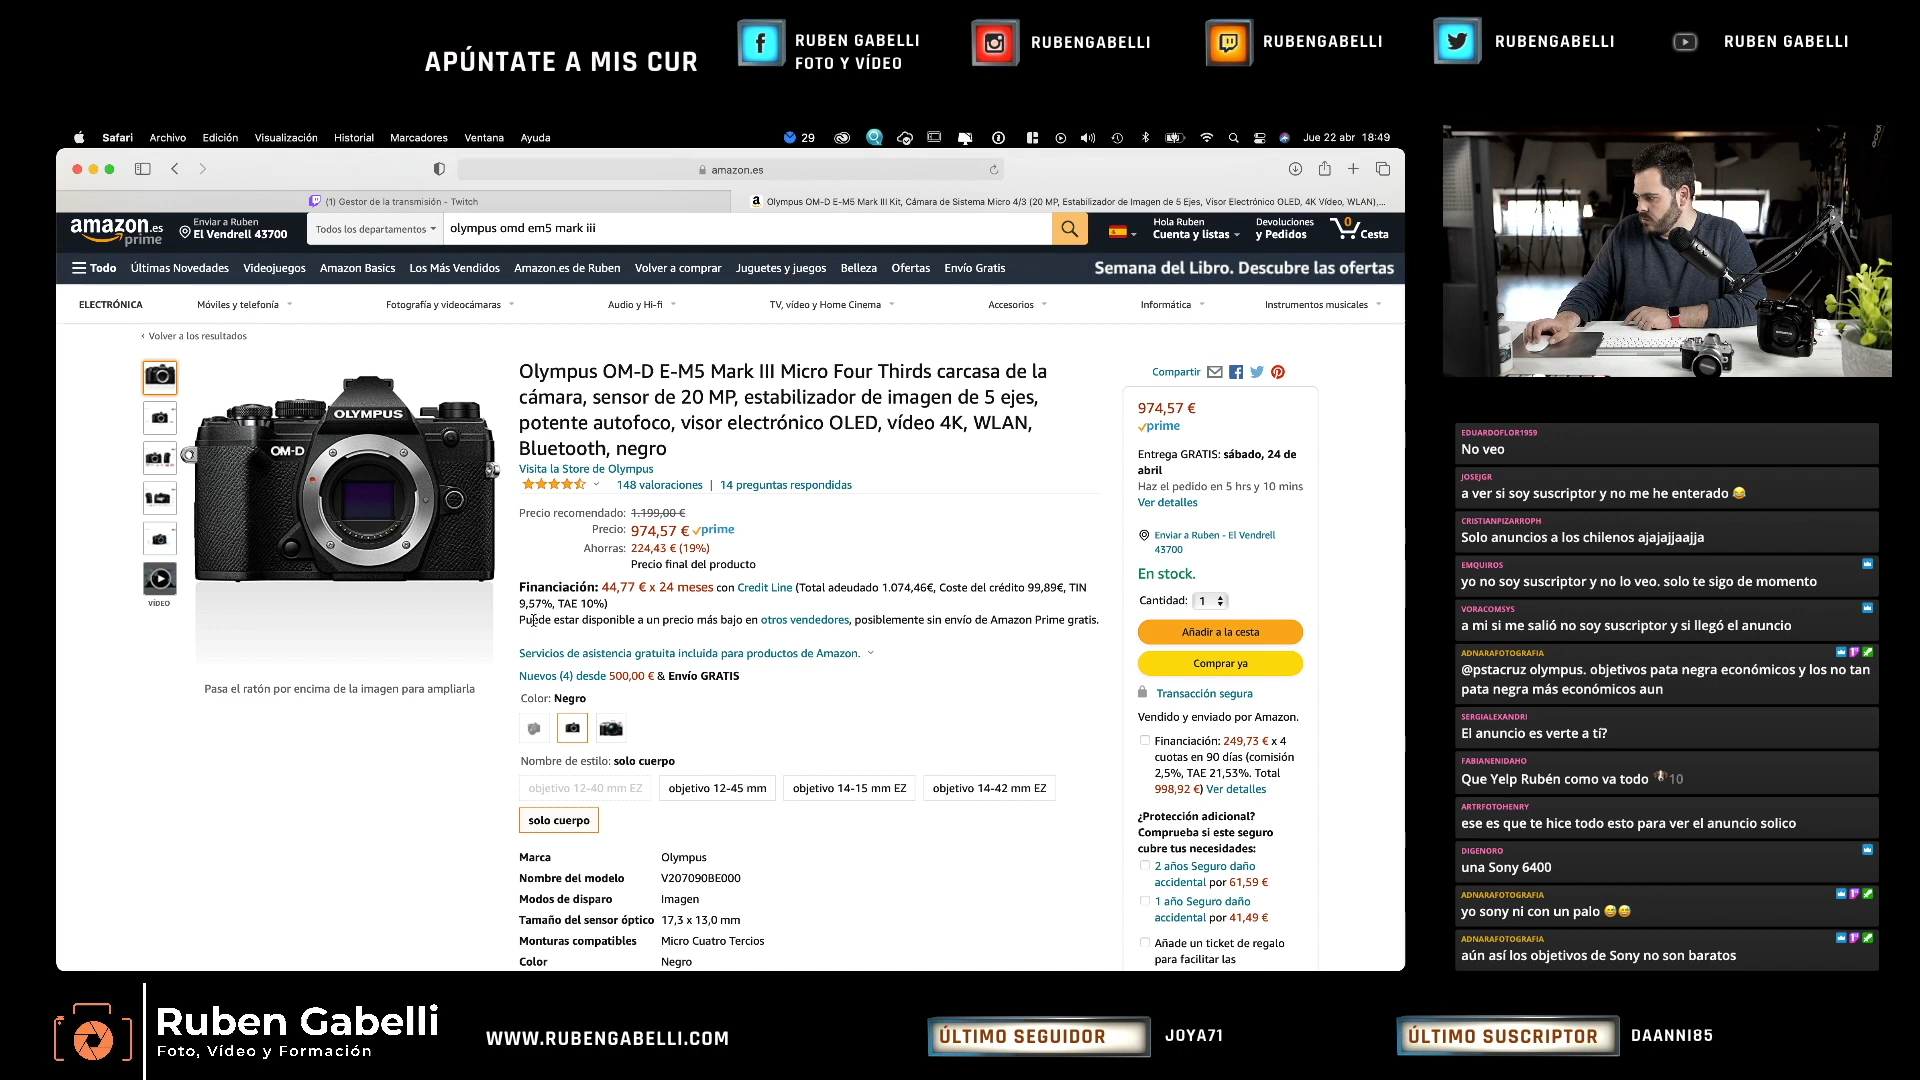 APÚNTATE A MIS CUR
RUBEN GABELLI
FOTO Y VÍDEO
RUBENGABELLI
RUBENGABELLI
RUBENGABELLI
RUBEN GABELLI
Safari Archivo Edición Visualización Historial Marcadores Ventana Ayuda
29
Jue 22 abr 18:49
amazon.es
(1) Gestor de la transmisión - Twitch
Olympus OM-D E-M5 Mark III Kit, Cámara de Sistema Micro 4/3 (20 MP, Estabilizador de Imagen de 5 Ejes, Visor Electrónico OLED, 4K Vídeo, WLAN),...
amazon.es
prime
Enviar a Ruben
El Vendrell 43700
Todos los departamentos
olympus omd em5 mark iii
Hola Ruben
Cuenta y listas
Devoluciones
y Pedidos
0
Cesta
Todo Últimas Novedades Videojuegos Amazon Basics Los Más Vendidos Amazon.es de Ruben Volver a comprar Juguetes y juegos Belleza Ofertas Envío Gratis
Semana del Libro. Descubre las ofertas
ELECTRÓNICA Móviles y telefonía Fotografía y videocámaras Audio y Hi-fi TV, vídeo y Home Cinema Accesorios Informática Instrumentos musicales
‹ Volver a los resultados
VÍDEO
OLYMPUS
OM-D
Pasa el ratón por encima de la imagen para ampliarla
Olympus OM-D E-M5 Mark III Micro Four Thirds carcasa de la
cámara, sensor de 20 MP, estabilizador de imagen de 5 ejes,
potente autofoco, visor electrónico OLED, vídeo 4K, WLAN,
Bluetooth, negro
Visita la Store de Olympus
148 valoraciones | 14 preguntas respondidas
Precio recomendado: 1.199,00 €
Precio: 974,57 € prime
Ahorras: 224,43 € (19%)
Precio final del producto
Financiación: 44,77 € x 24 meses con Credit Line (Total adeudado 1.074,46€, Coste del crédito 99,89€, TIN
9,57%, TAE 10%)
Puede estar disponible a un precio más bajo en otros vendedores, posiblemente sin envío de Amazon Prime gratis.
Servicios de asistencia gratuita incluida para productos de Amazon.
Nuevos (4) desde 500,00 € & Envío GRATIS
Color: Negro
Nombre de estilo: solo cuerpo
objetivo 12-40 mm EZ
objetivo 12-45 mm
objetivo 14-15 mm EZ
objetivo 14-42 mm EZ
solo cuerpo
Marca Olympus
Nombre del modelo V207090BE000
Modos de disparo Imagen
Tamaño del sensor óptico 17,3 x 13,0 mm
Monturas compatibles Micro Cuatro Tercios
Color Negro
Compartir
974,57 €
prime
Entrega GRATIS: sábado, 24 de
abril
Haz el pedido en 5 hrs y 10 mins
Ver detalles
Enviar a Ruben - El Vendrell
43700
En stock.
Cantidad: 1
Añadir a la cesta
Comprar ya
Transacción segura
Vendido y enviado por Amazon.
Financiación: 249,73 € x 4
cuotas en 90 días (comisión
2,5%, TAE 21,53%. Total
998,92 €) Ver detalles
¿Protección adicional?
Comprueba si este seguro
cubre tus necesidades:
2 años Seguro daño
accidental por 61,59 €
1 año Seguro daño
accidental por 41,49 €
Añade un ticket de regalo
para facilitar las
EDUARDOFLOR1959
No veo
JOSEJGR
a ver si soy suscriptor y no me he enterado 😂
CRISTIANPIZARROPH
Solo anuncios a los chilenos ajajajjaajja
EMQUIROS
yo no soy suscriptor y no lo veo. solo te sigo de momento
VORACOMSYS
a mi si me salió no soy suscriptor y si llegó el anuncio
ADNARAFOTOGRAFIA
@pstacruz olympus. objetivos pata negra económicos y los no tan
pata negra más económicos aun
SERGIALEXANDRI
El anuncio es verte a tí?
FABIANENIDAHO
Que Yelp Rubén como va todo 10
ARTRFOTOHENRY
ese es que te hice todo esto para ver el anuncio solico
DIGENORO
una Sony 6400
ADNARAFOTOGRAFIA
yo sony ni con un palo 😅😅
ADNARAFOTOGRAFIA
aún así los objetivos de Sony no son baratos
Ruben Gabelli
Foto, Vídeo y Formación
WWW.RUBENGABELLI.COM
ÚLTIMO SEGUIDOR
JOYA71
ÚLTIMO SUSCRIPTOR
DAANNI85